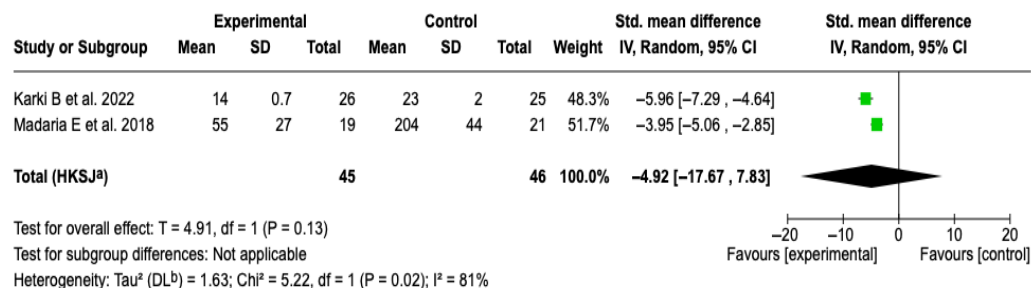 Experimental Control Std. mean difference Std. mean difference
Study or Subgroup Mean SD Total Mean SD Total Weight IV, Random, 95% CI IV, Random, 95% CI
Karki B et al. 2022 14 0.7 26 23 2 25 48.3% −5.96 [−7.29 , −4.64]
Madaria E et al. 2018 55 27 19 204 44 21 51.7% −3.95 [−5.06 , −2.85]
Total (HKSJᵃ) 45 46 100.0% −4.92 [−17.67 , 7.83]
Test for overall effect: T = 4.91, df = 1 (P = 0.13)
−20 −10 0 10 20
Test for subgroup differences: Not applicable
Favours [experimental] Favours [control]
Heterogeneity: Tau² (DLᵇ) = 1.63; Chi² = 5.22, df = 1 (P = 0.02); I² = 81%